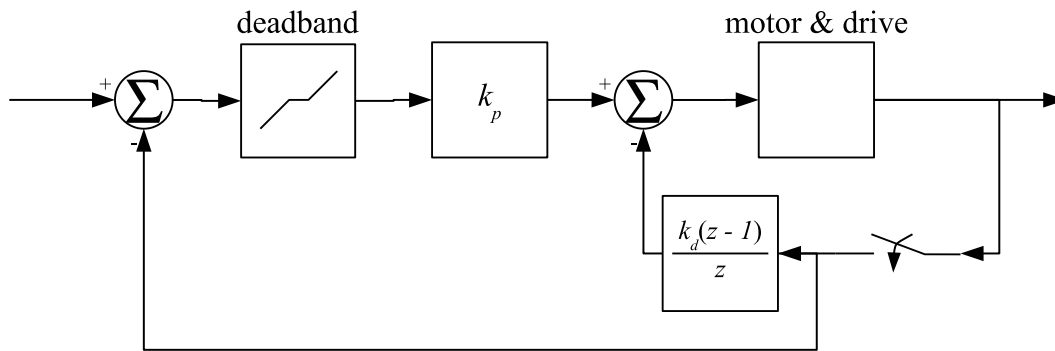 deadband
motor & drive
+
Σ
-
k_p
+
Σ
-
k_d(z - 1)
z